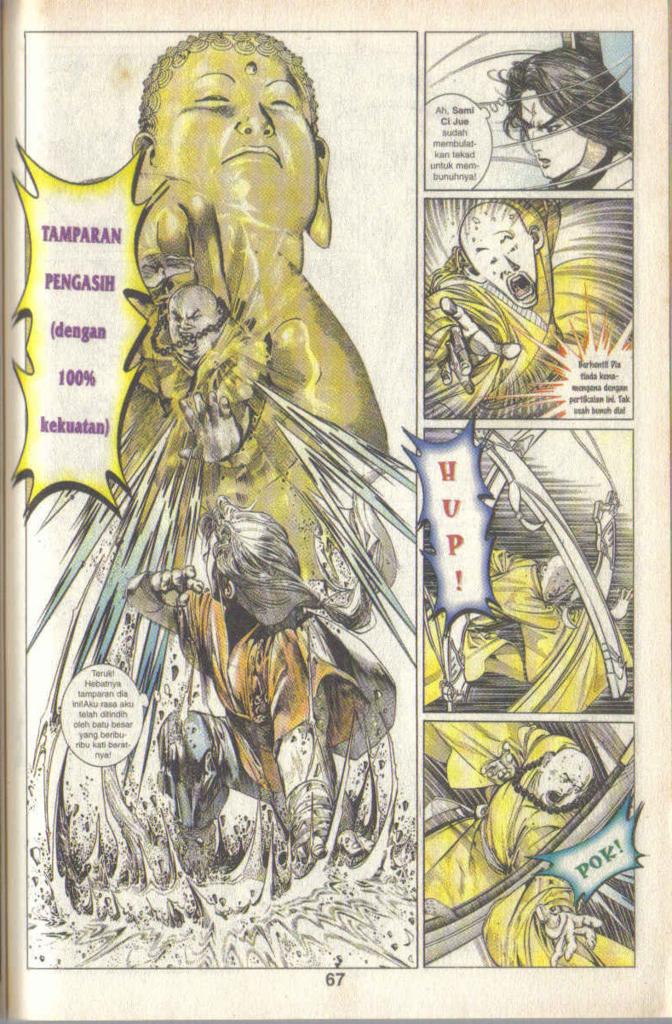 TAMPARAN
PENGASIH
(dengan
100%
kekuatan)
Teruk!
Hebatnya
tamparan dia
ini!Aku rasa aku
telah ditindih
oleh batu besar
yang beribu-
ribu kati berat-
nya!
Ah, Sami
Ci Jue
sudah
membulat-
kan tekad
untuk mem-
bunuhnya!
Berhenti! Dia
tiada kena-
mengena dengan
pertikaian ini. Tak
usah bunuh dia!
HUP!
POK!
67